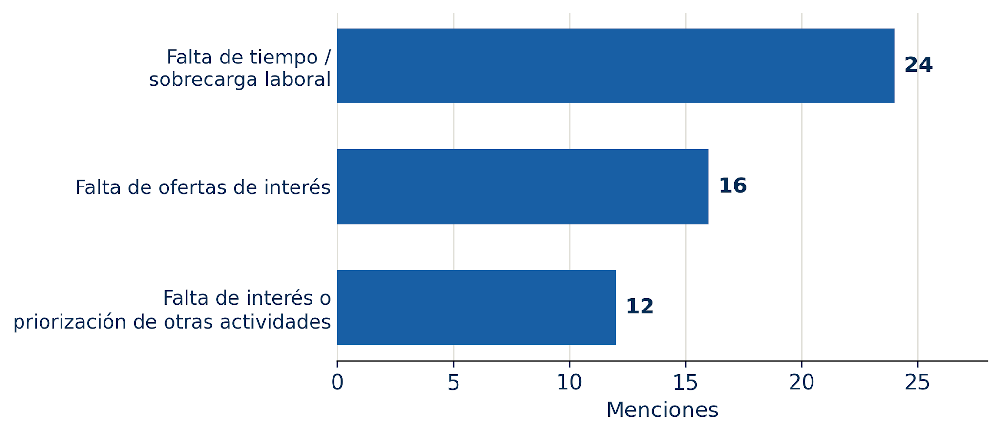 Falta de tiempo /
sobrecarga laboral
24
Falta de ofertas de interés
16
Falta de interés o
priorización de otras actividades
12
0 5 10 15 20 25
Menciones